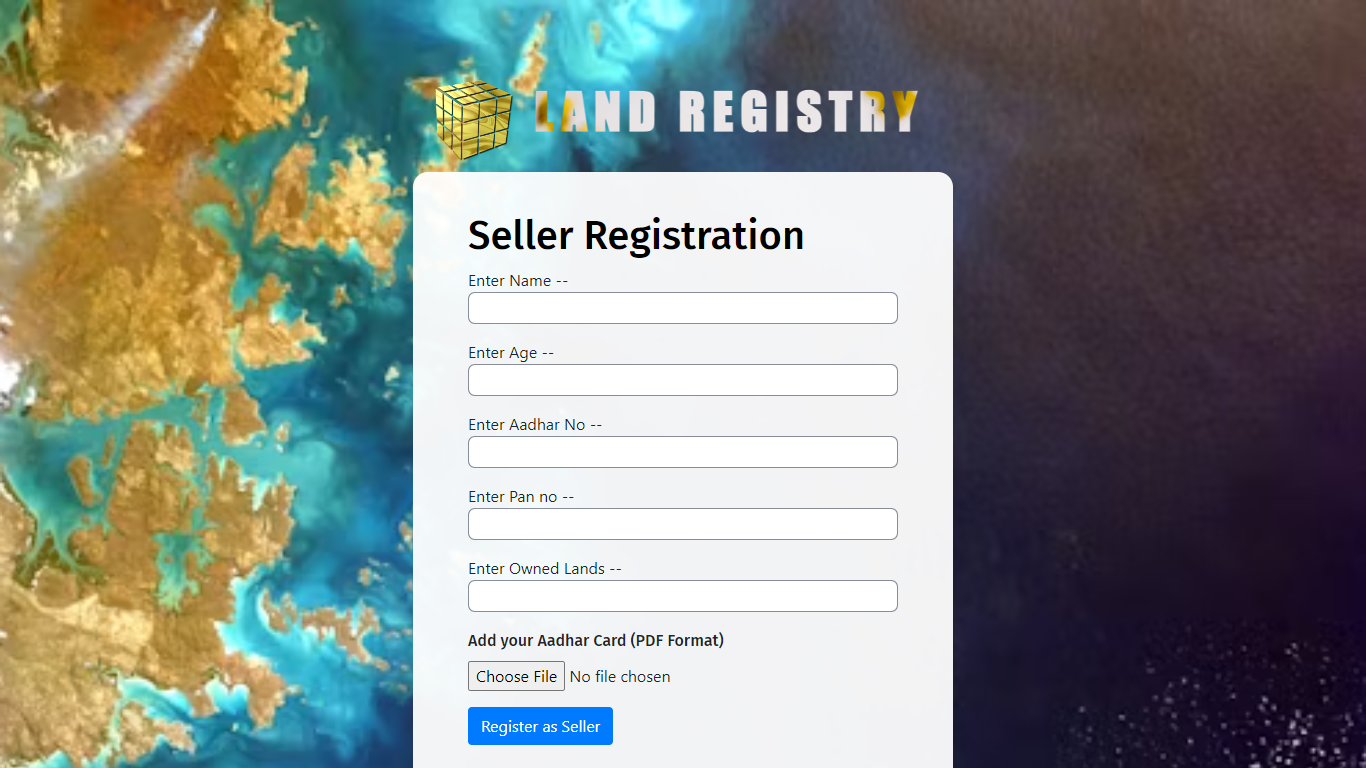 LAND REGISTRY
Seller Registration
Enter Name --
Enter Age --
Enter Aadhar No --
Enter Pan no --
Enter Owned Lands --
Add your Aadhar Card (PDF Format)
Choose File No file chosen
Register as Seller